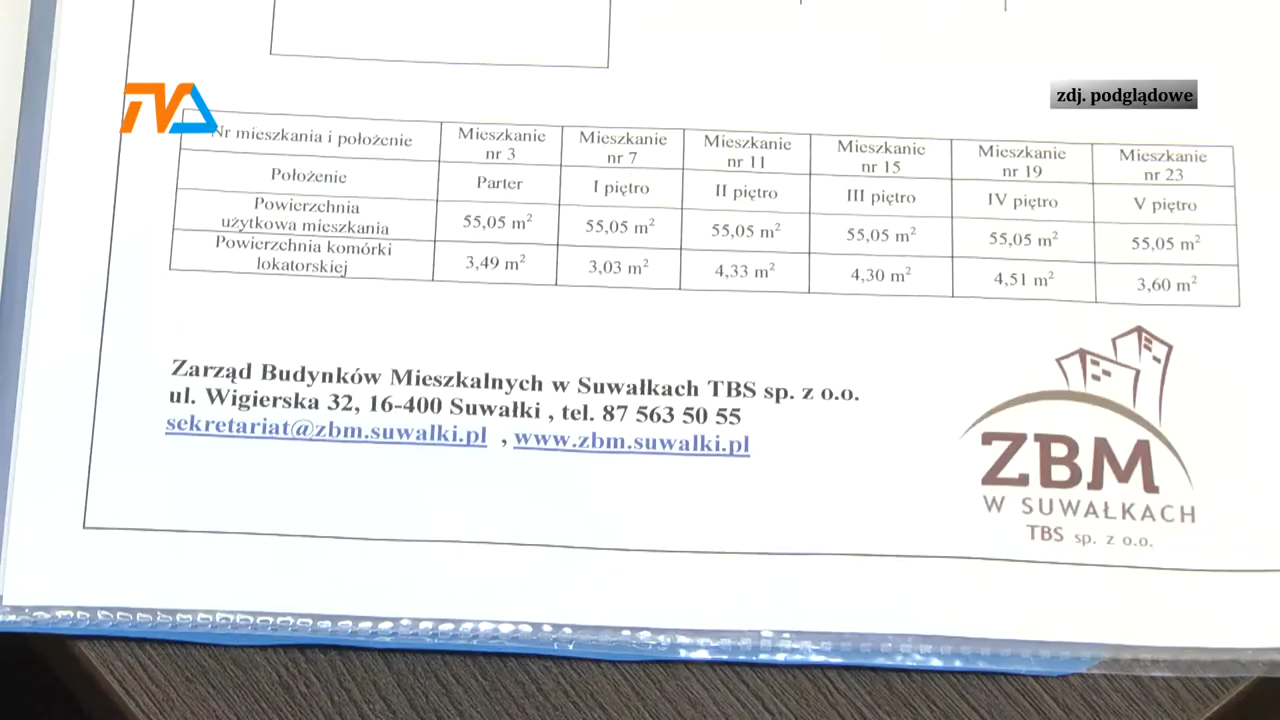 TVA
zdj. podglądowe
Nr mieszkania i położenie Mieszkanie nr 3 Mieszkanie nr 7 Mieszkanie nr 11 Mieszkanie nr 15 Mieszkanie nr 19 Mieszkanie nr 23
Położenie Parter I piętro II piętro III piętro IV piętro V piętro
Powierzchnia użytkowa mieszkania 55,05 m² 55,05 m² 55,05 m² 55,05 m² 55,05 m² 55,05 m²
Powierzchnia komórki lokatorskiej 3,49 m² 3,03 m² 4,33 m² 4,30 m² 4,51 m² 3,60 m²
Zarząd Budynków Mieszkalnych w Suwałkach TBS sp. z o.o.
ul. Wigierska 32, 16-400 Suwałki , tel. 87 563 50 55
sekretariat@zbm.suwalki.pl , www.zbm.suwalki.pl
ZBM
W SUWAŁKACH
TBS sp. z o.o.